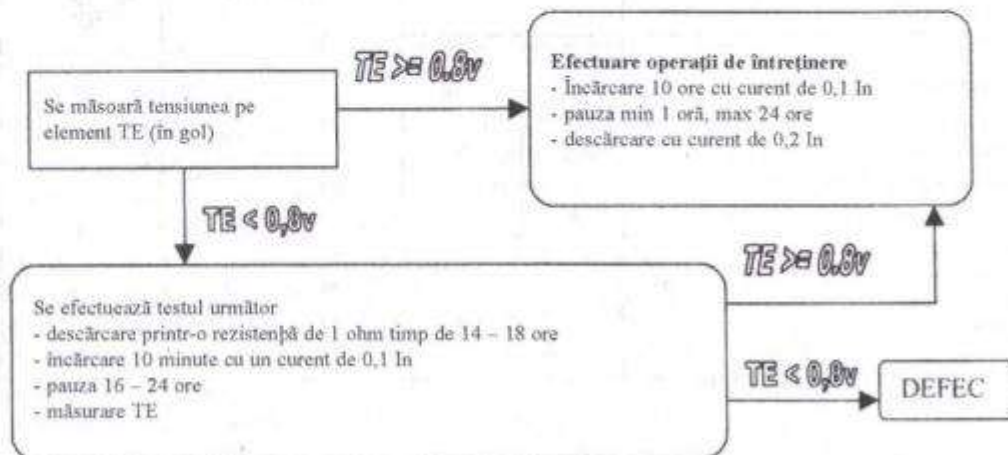 TE >= 0.8v
Efectuare operații de întreținere
- Încărcare 10 ore cu curent de 0,1 In
- pauza min 1 oră, max 24 ore
- descărcare cu curent de 0,2 In
Se măsoară tensiunea pe
element TE (în gol)
TE < 0,8v
TE >= 0.8v
Se efectuează testul următor
- descărcare printr-o rezistenþă de 1 ohm timp de 14 – 18 ore
- încărcare 10 minute cu un curent de 0,1 In
- pauza 16 – 24 ore
- măsurare TE
TE < 0,8v
DEFEC